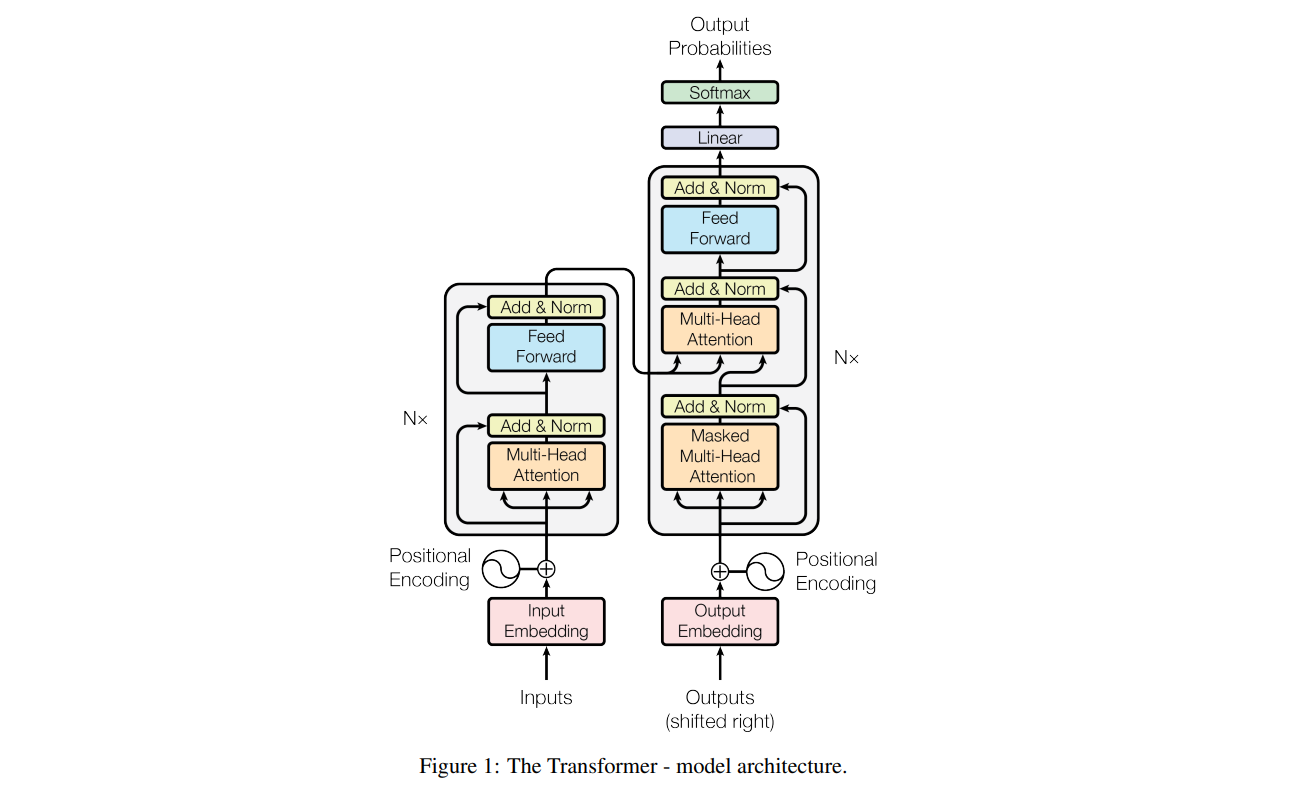 Output
Probabilities
Softmax
Linear
Add & Norm
Feed
Forward
Add & Norm
Multi-Head
Attention
Add & Norm
Masked
Multi-Head
Attention
N×
Add & Norm
Feed
Forward
Add & Norm
Multi-Head
Attention
N×
Positional
Encoding
Positional
Encoding
Input
Embedding
Output
Embedding
Inputs
Outputs
(shifted right)
Figure 1: The Transformer - model architecture.